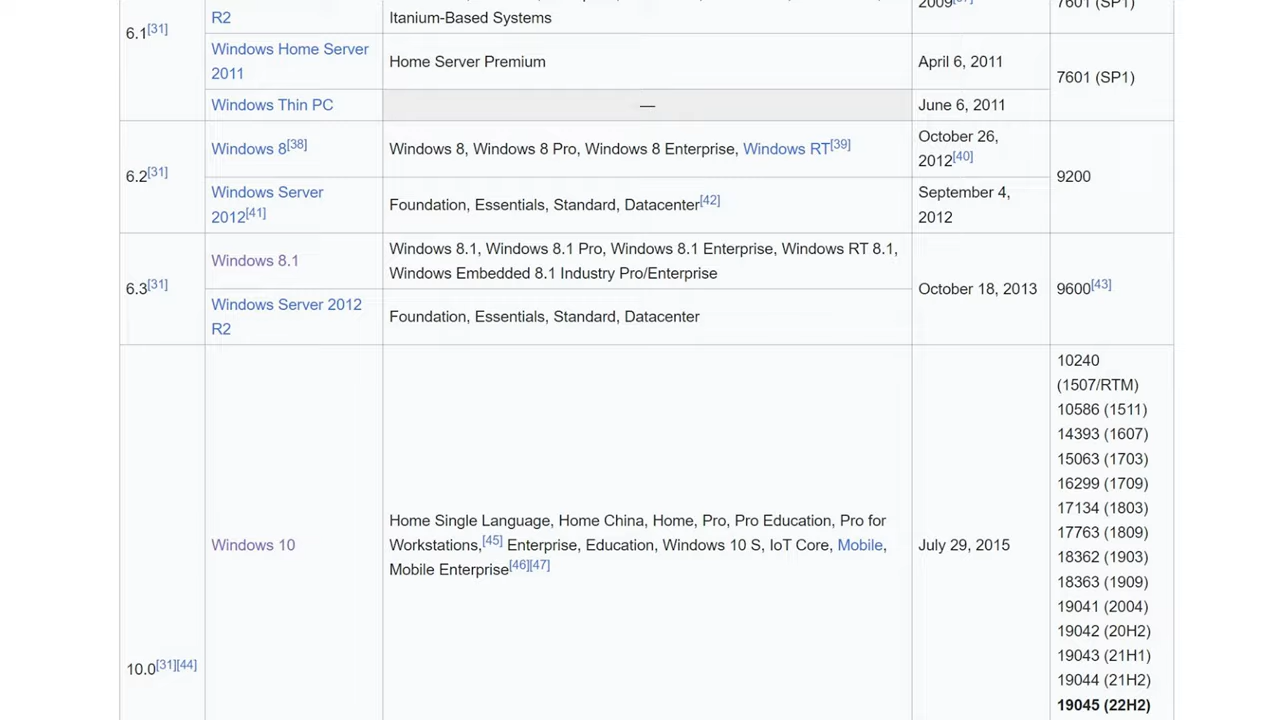 2009[37]
7601 (SP1)
6.1[31]
R2
Itanium-Based Systems
Windows Home Server
2011
Home Server Premium
April 6, 2011
7601 (SP1)
Windows Thin PC
—
June 6, 2011
6.2[31]
Windows 8[38]
Windows 8, Windows 8 Pro, Windows 8 Enterprise, Windows RT[39]
October 26,
2012[40]
9200
Windows Server
2012[41]
Foundation, Essentials, Standard, Datacenter[42]
September 4,
2012
6.3[31]
Windows 8.1
Windows 8.1, Windows 8.1 Pro, Windows 8.1 Enterprise, Windows RT 8.1,
Windows Embedded 8.1 Industry Pro/Enterprise
October 18, 2013
9600[43]
Windows Server 2012
R2
Foundation, Essentials, Standard, Datacenter
10.0[31][44]
Windows 10
Home Single Language, Home China, Home, Pro, Pro Education, Pro for
Workstations,[45] Enterprise, Education, Windows 10 S, IoT Core, Mobile,
Mobile Enterprise[46][47]
July 29, 2015
10240
(1507/RTM)
10586 (1511)
14393 (1607)
15063 (1703)
16299 (1709)
17134 (1803)
17763 (1809)
18362 (1903)
18363 (1909)
19041 (2004)
19042 (20H2)
19043 (21H1)
19044 (21H2)
19045 (22H2)